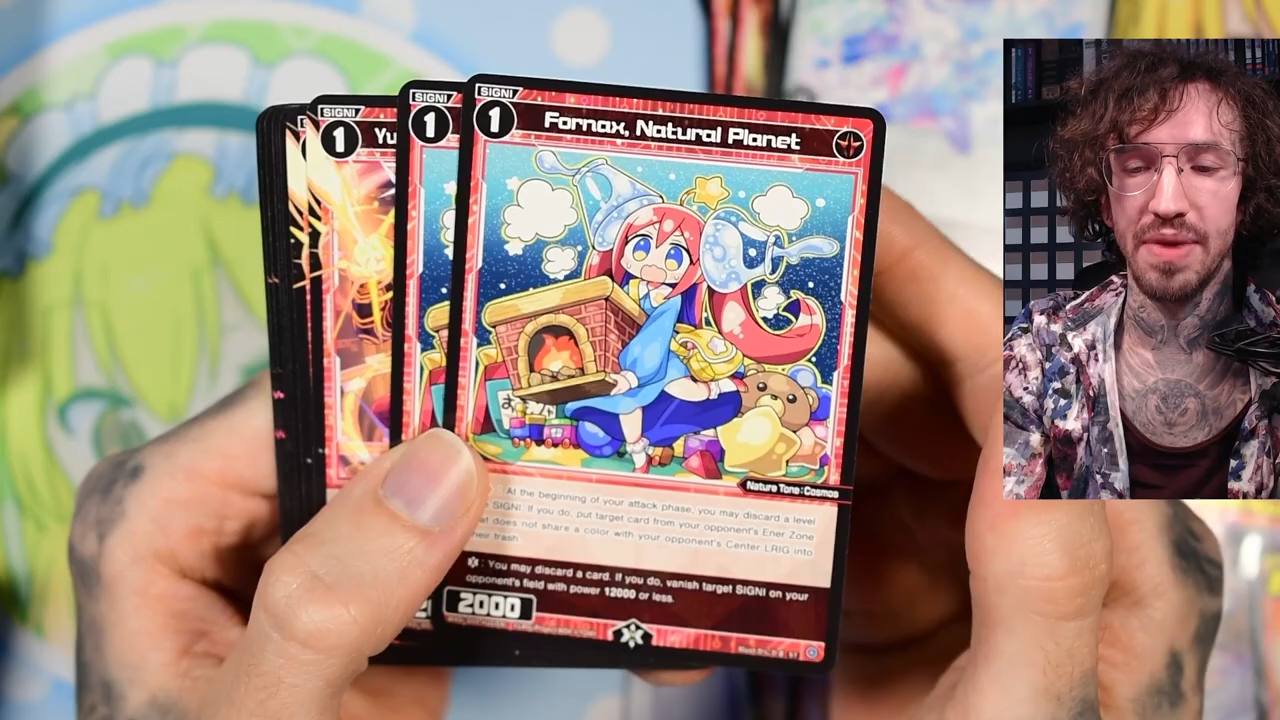 SIGNI
1
Yu
SIGNI
1
SIGNI
1
Fornax, Natural Planet
Nature Tone: Cosmos
: At the beginning of your attack phase, you may discard a level
SIGNI. If you do, put target card from your opponent's Ener Zone
does not share a color with your opponent's Center LRIG into
trash.
: You may discard a card. If you do, vanish target SIGNI on your
opponent's field with power 12000 or less.
2000